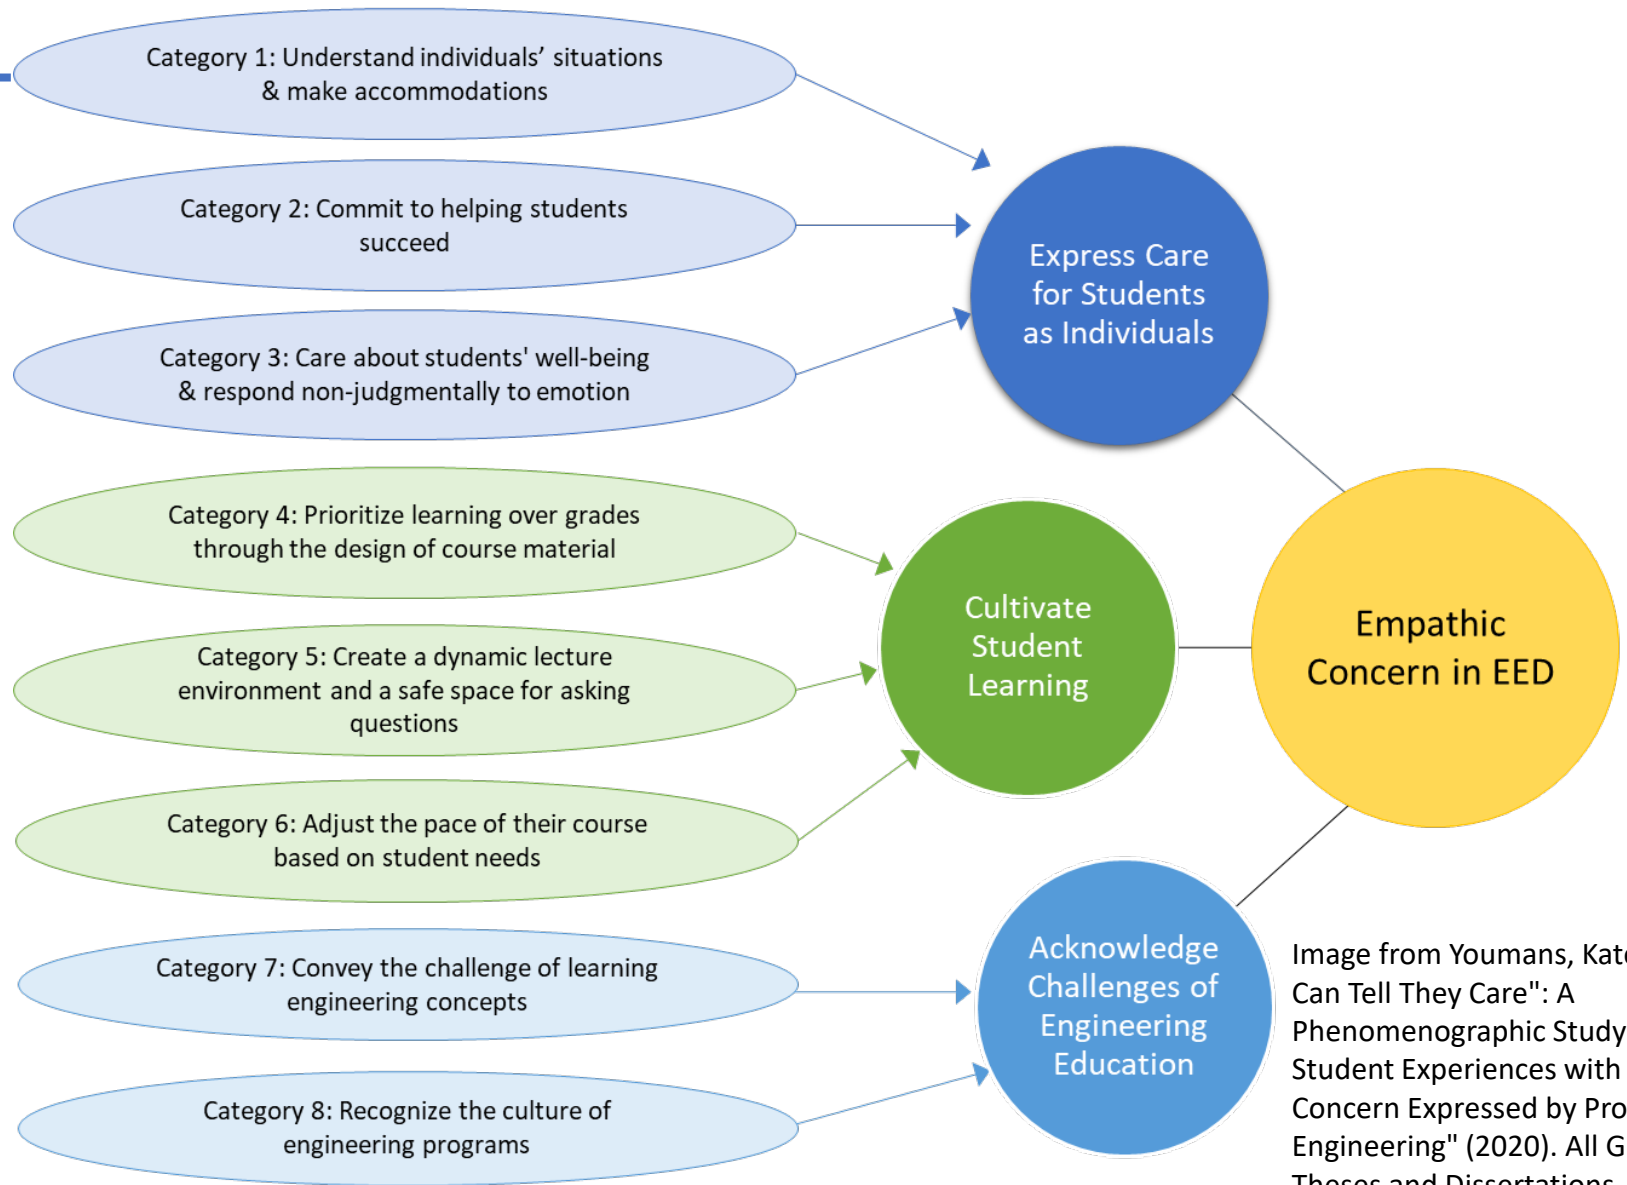 Category 1: Understand individuals’ situations
& make accommodations
Category 2: Commit to helping students
succeed
Category 3: Care about students' well-being
& respond non-judgmentally to emotion
Category 4: Prioritize learning over grades
through the design of course material
Category 5: Create a dynamic lecture
environment and a safe space for asking
questions
Category 6: Adjust the pace of their course
based on student needs
Category 7: Convey the challenge of learning
engineering concepts
Category 8: Recognize the culture of
engineering programs
Express Care
for Students
as Individuals
Cultivate
Student
Learning
Acknowledge
Challenges of
Engineering
Education
Empathic
Concern in EED
Image from Youmans,
Can Tell They Care": A
Phenomenographic Study
Student Experiences with
Concern Expressed by
Engineering" (2020). All
Theses and Dissertations